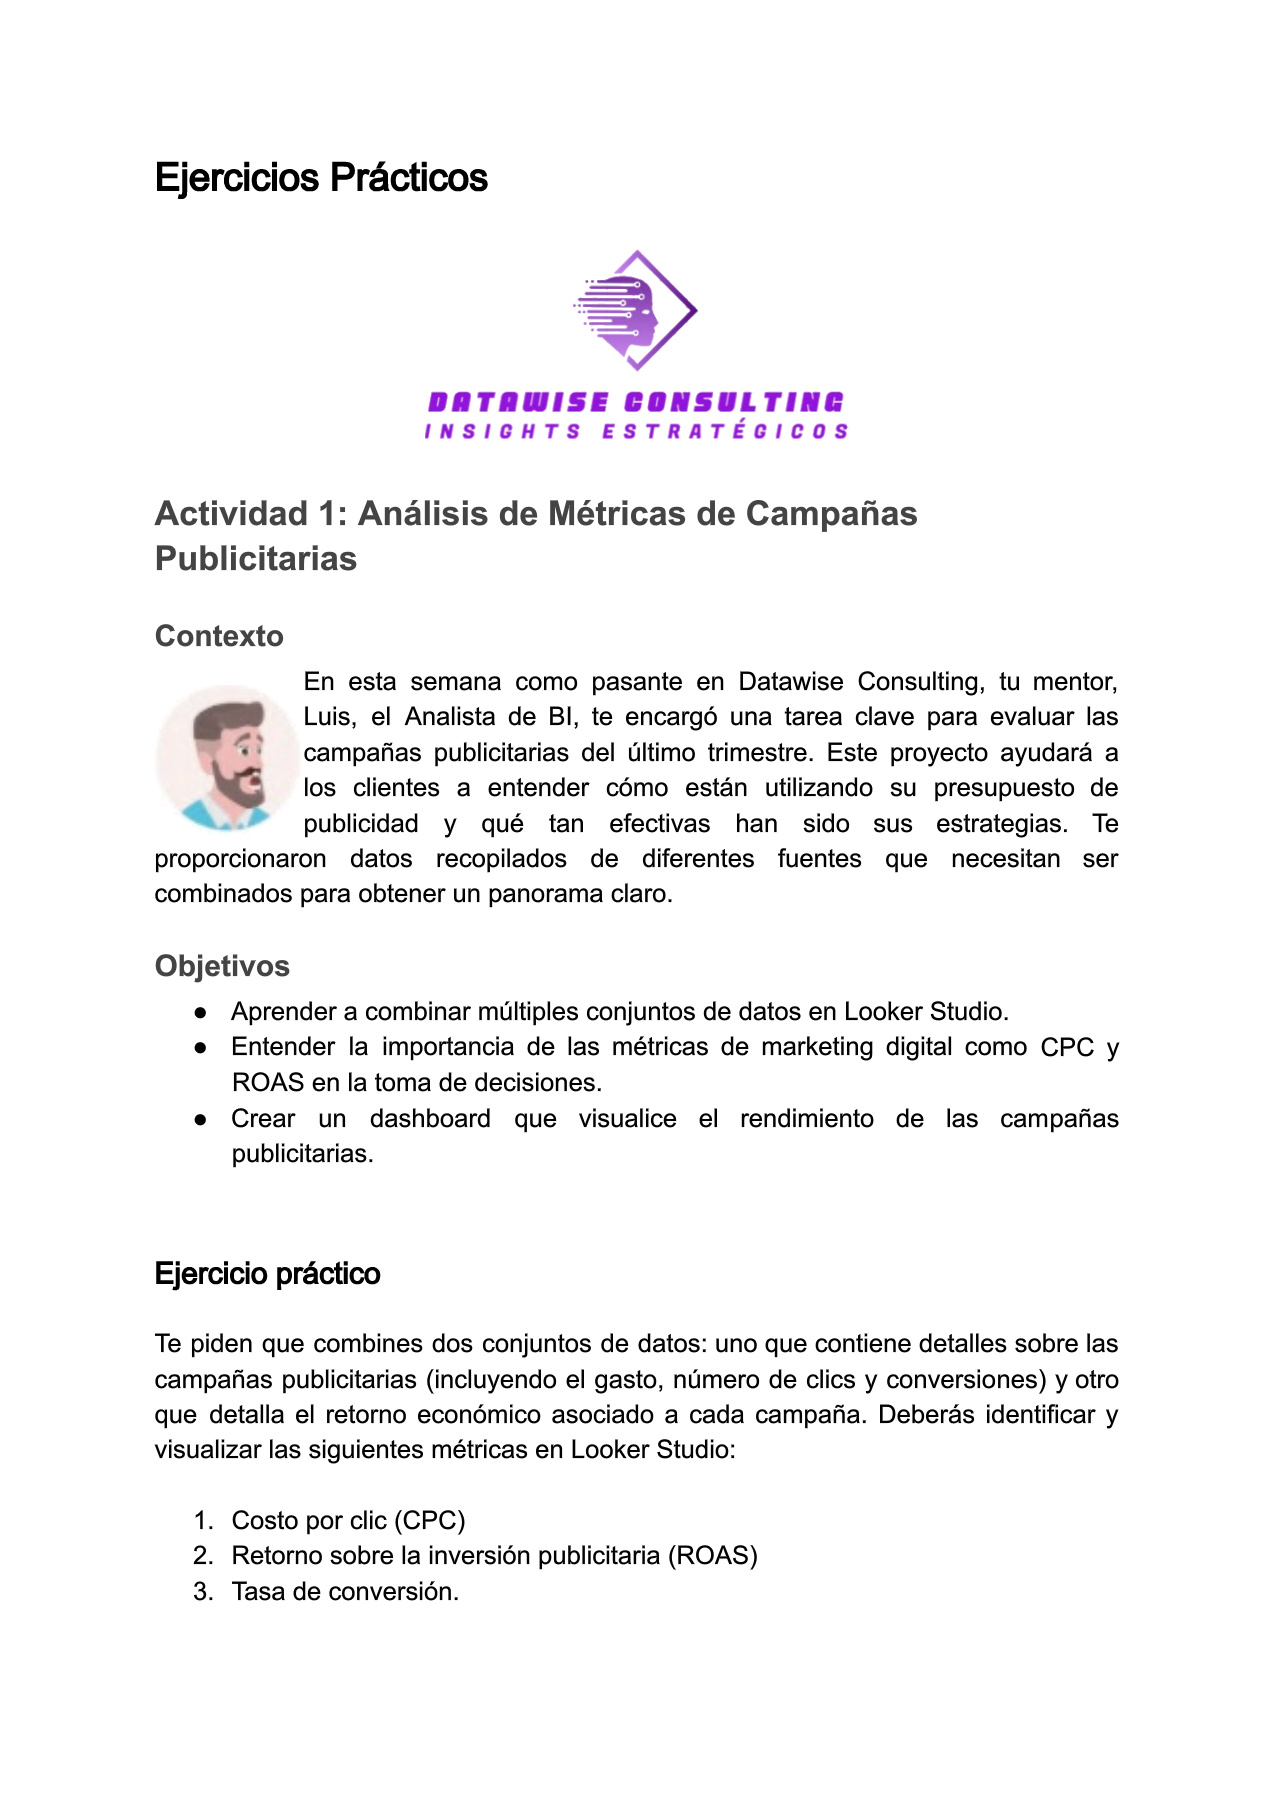 Ejercicios Prácticos
DATAWISE CONSULTING
INSIGHTS ESTRATÉGICOS
Actividad 1: Análisis de Métricas de Campañas
Publicitarias
Contexto
En esta semana como pasante en Datawise Consulting, tu mentor,
Luis, el Analista de BI, te encargó una tarea clave para evaluar las
campañas publicitarias del último trimestre. Este proyecto ayudará a
los clientes a entender cómo están utilizando su presupuesto de
publicidad y qué tan efectivas han sido sus estrategias. Te
proporcionaron datos recopilados de diferentes fuentes que necesitan ser
combinados para obtener un panorama claro.
Objetivos
● Aprender a combinar múltiples conjuntos de datos en Looker Studio.
● Entender la importancia de las métricas de marketing digital como CPC y
ROAS en la toma de decisiones.
● Crear un dashboard que visualice el rendimiento de las campañas
publicitarias.
Ejercicio práctico
Te piden que combines dos conjuntos de datos: uno que contiene detalles sobre las
campañas publicitarias (incluyendo el gasto, número de clics y conversiones) y otro
que detalla el retorno económico asociado a cada campaña. Deberás identificar y
visualizar las siguientes métricas en Looker Studio:
1. Costo por clic (CPC)
2. Retorno sobre la inversión publicitaria (ROAS)
3. Tasa de conversión.